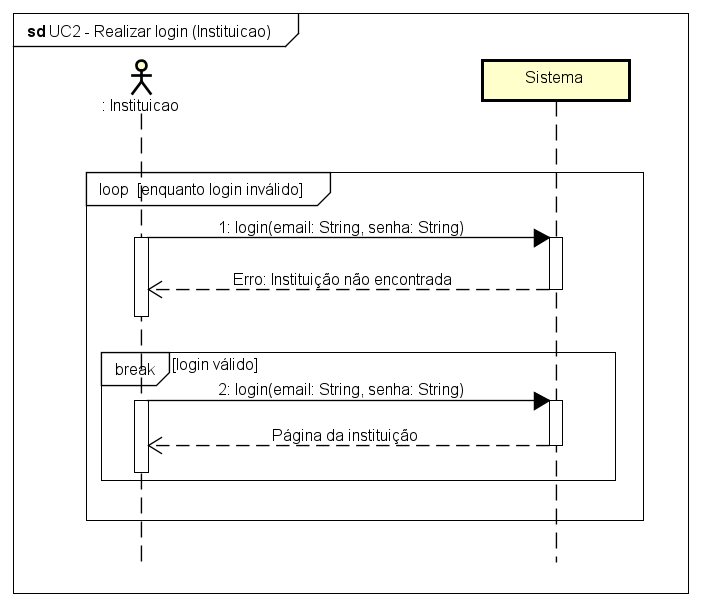 sd UC2 - Realizar login (Instituicao)
: Instituicao
Sistema
loop [enquanto login inválido]
1: login(email: String, senha: String)
Erro: Instituição não encontrada
break [login válido]
2: login(email: String, senha: String)
Página da instituição